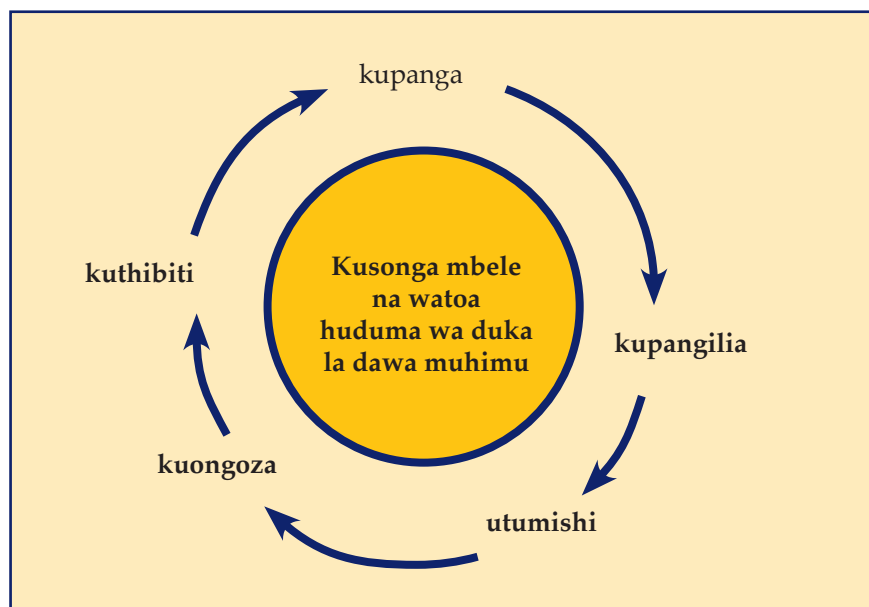 kupanga
kupangilia
utumishi
kuongoza
kuthibiti
Kusonga mbele
na watoa
huduma wa duka
la dawa muhimu